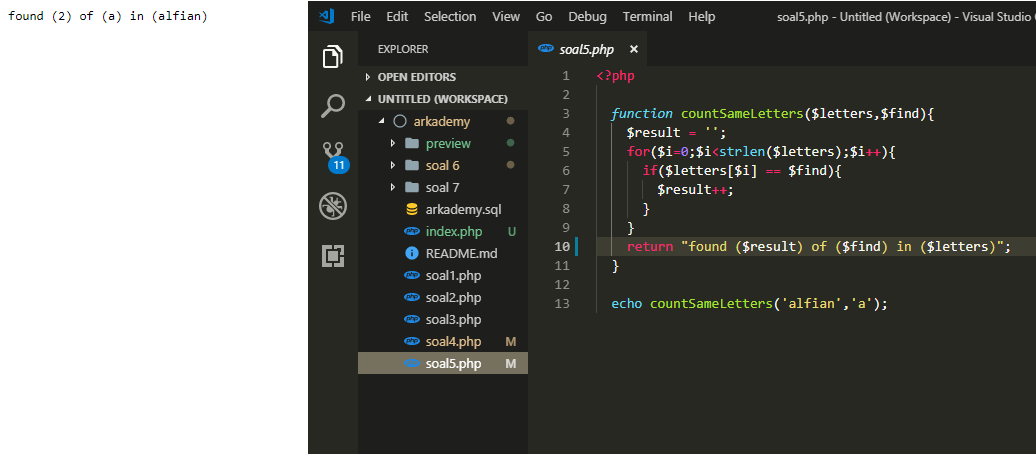 found (2) of (a) in (alfian)
File Edit Selection View Go Debug Terminal Help soal5.php - Untitled (Workspace) - Visual Studio
EXPLORER
OPEN EDITORS
UNTITLED (WORKSPACE)
arkademy
preview
soal 6
soal 7
arkademy.sql
index.php U
README.md
soal1.php
soal2.php
soal3.php
soal4.php M
soal5.php M
11
soal5.php ×
1 <?php
2
3 function countSameLetters($letters,$find){
4 $result = '';
5 for($i=0;$i<strlen($letters);$i++){
6 if($letters[$i] == $find){
7 $result++;
8 }
9 }
10 return "found ($result) of ($find) in ($letters)";
11 }
12
13 echo countSameLetters('alfian','a');